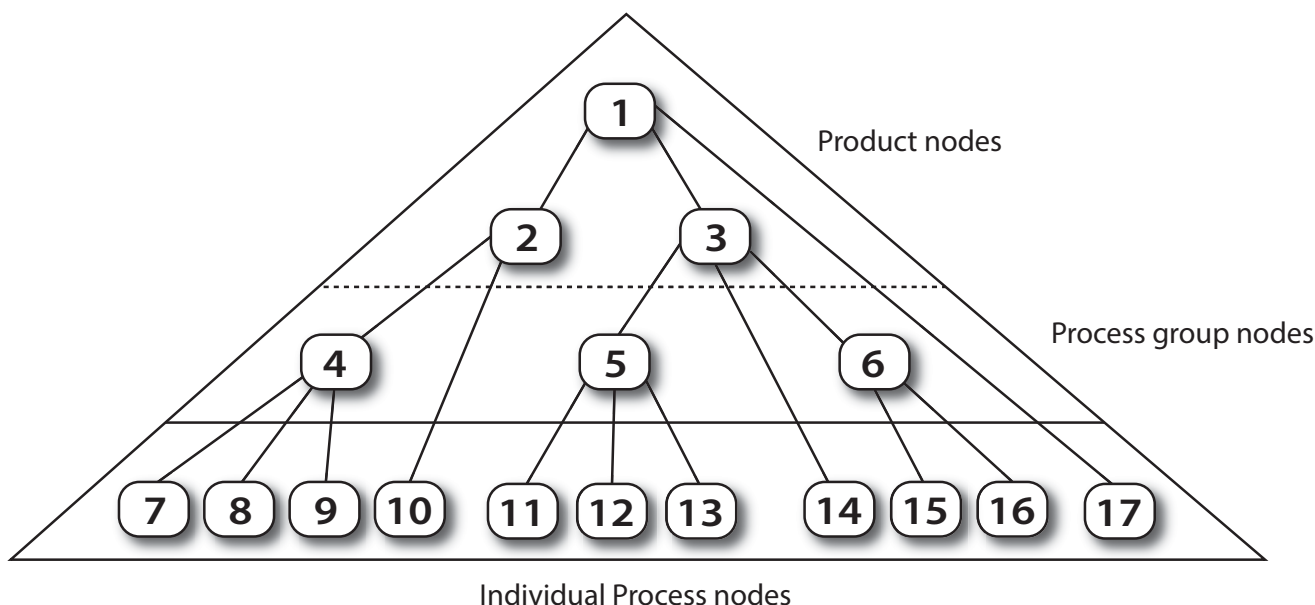 1
Product nodes
2 3
Process group nodes
4 5 6
7 8 9 10 11 12 13 14 15 16 17
Individual Process nodes